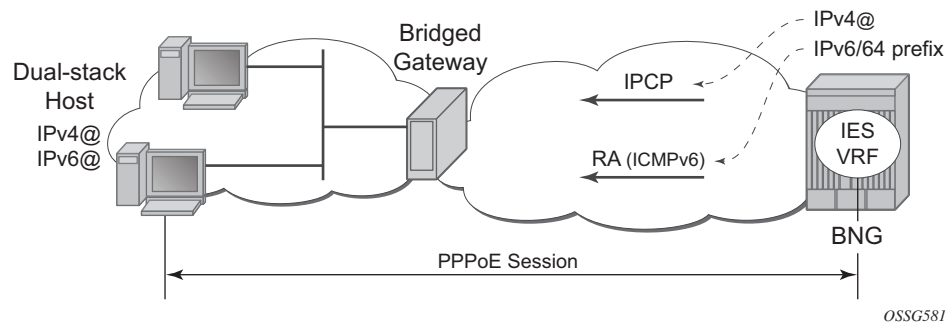 Dual-stack
Host
IPv4@
IPv6@
Bridged
Gateway
IPCP
RA (ICMPv6)
IPv4@
IPv6/64 prefix
IES
VRF
BNG
PPPoE Session
OSSG581